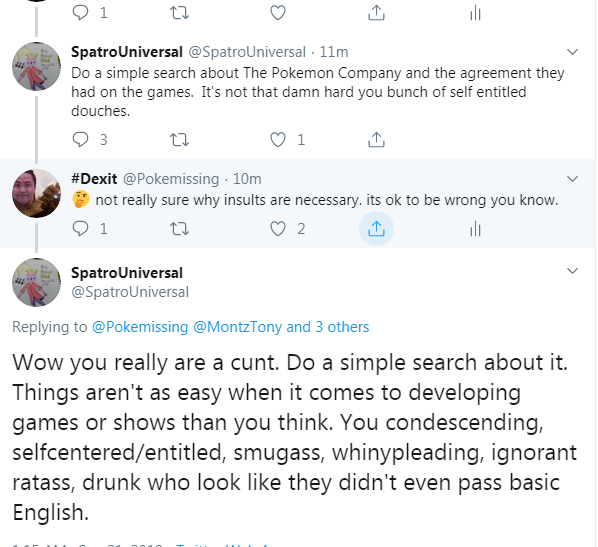 1
SpatroUniversal @SpatroUniversal · 11m
Do a simple search about The Pokemon Company and the agreement they
had on the games. It's not that damn hard you bunch of self entitled
douches.
3 1
#Dexit @Pokemissing · 10m
🤔 not really sure why insults are necessary. its ok to be wrong you know.
1 2
SpatroUniversal
@SpatroUniversal
Replying to @Pokemissing @MontzTony and 3 others
Wow you really are a cunt. Do a simple search about it.
Things aren't as easy when it comes to developing
games or shows than you think. You condescending,
selfcentered/entitled, smugass, whinypleading, ignorant
ratass, drunk who look like they didn't even pass basic
English.